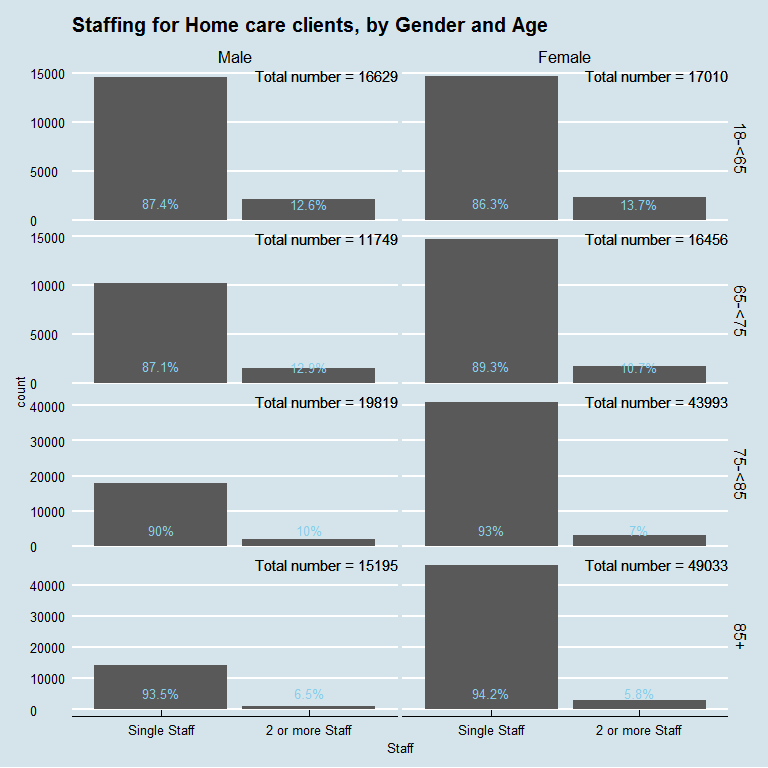 Staffing for Home care clients, by Gender and Age
Male Female
15000 Total number = 16629 Total number = 17010
10000
5000
87.4% 12.6% 86.3% 13.7%
0
18-<65
15000 Total number = 11749 Total number = 16456
10000
5000
87.1% 12.9% 89.3% 10.7%
0
65-<75
count
40000 Total number = 19819 Total number = 43993
30000
20000
10000
90% 10% 93% 7%
0
75-<85
Total number = 15195 Total number = 49033
40000
30000
20000
10000
93.5% 6.5% 94.2% 5.8%
0
85+
Single Staff 2 or more Staff Single Staff 2 or more Staff
Staff